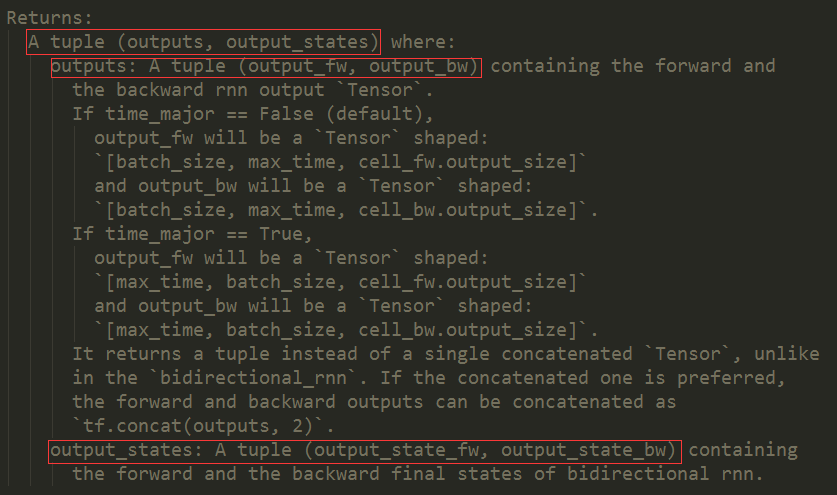 Returns:
A tuple (outputs, output_states) where:
outputs: A tuple (output_fw, output_bw) containing the forward and
the backward rnn output `Tensor`.
If time_major == False (default),
output_fw will be a `Tensor` shaped:
`[batch_size, max_time, cell_fw.output_size]`
and output_bw will be a `Tensor` shaped:
`[batch_size, max_time, cell_bw.output_size]`.
If time_major == True,
output_fw will be a `Tensor` shaped:
`[max_time, batch_size, cell_fw.output_size]`
and output_bw will be a `Tensor` shaped:
`[max_time, batch_size, cell_bw.output_size]`.
It returns a tuple instead of a single concatenated `Tensor`, unlike
in the `bidirectional_rnn`. If the concatenated one is preferred,
the forward and backward outputs can be concatenated as
`tf.concat(outputs, 2)`.
output_states: A tuple (output_state_fw, output_state_bw) containing
the forward and the backward final states of bidirectional rnn.